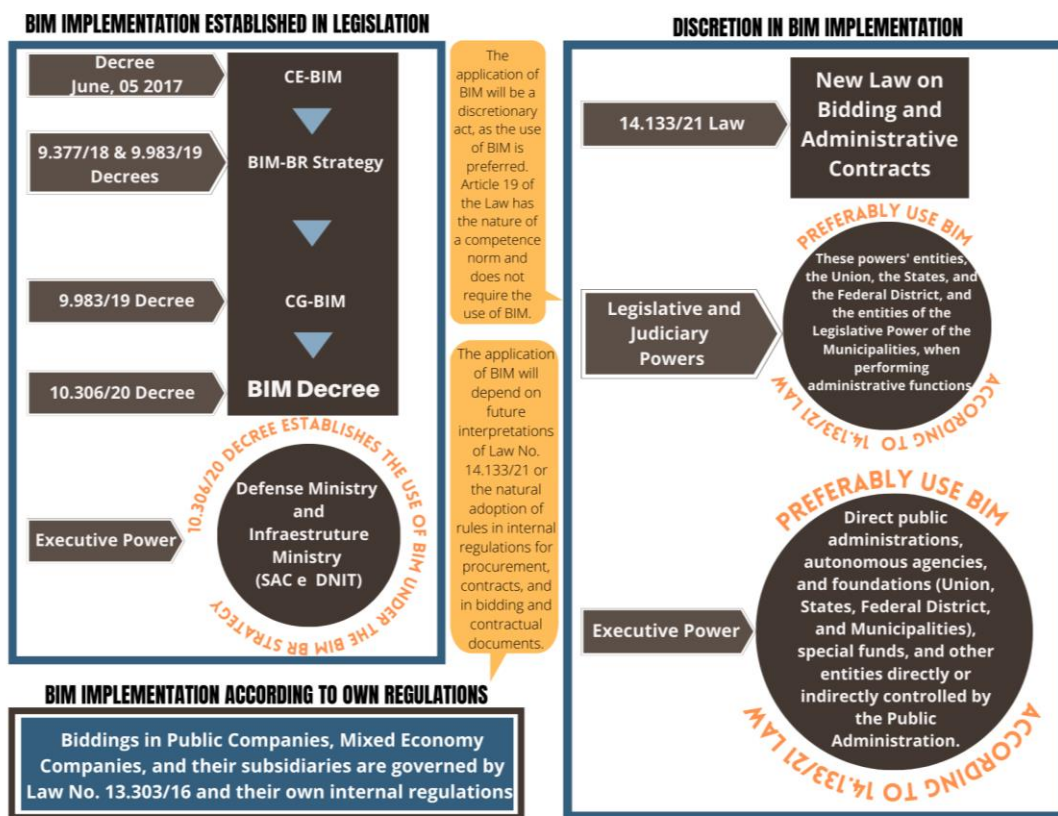 BIM IMPLEMENTATION ESTABLISHED IN LEGISLATION
Decree
June, 05 2017
CE-BIM
9.377/18 & 9.983/19
Decrees
BIM-BR Strategy
9.983/19 Decree
CG-BIM
10.306/20 Decree
BIM Decree
Executive Power
10.306/20 DECREE ESTABLISHES THE USE OF BIM UNDER THE BIM BR STRATEGY
Defense Ministry
and
Infraestruture
Ministry
(SAC e DNIT)
The
application of
BIM will be a
discretionary
act, as the use
of BIM is
preferred.
Article 19 of
the Law has
the nature of
a competence
norm and
does not
require the
use of BIM.
The application
of BIM will
depend on
future
interpretations
of Law No.
14.133/21 or
the natural
adoption of
rules in internal
regulations for
procurement,
contracts, and
in bidding and
contractual
documents.
BIM IMPLEMENTATION ACCORDING TO OWN REGULATIONS
Biddings in Public Companies, Mixed Economy
Companies, and their subsidiaries are governed by
Law No. 13.303/16 and their own internal regulations
DISCRETION IN BIM IMPLEMENTATION
14.133/21 Law
New Law on
Bidding and
Administrative
Contracts
Legislative and
Judiciary
Powers
PREFERABLY USE BIM
These powers' entities,
the Union, the States, and
the Federal District, and
the entities of the
Legislative Power of the
Municipalities, when
performing
administrative functions
ACCORDING TO 14.133/21 LAW
Executive Power
PREFERABLY USE BIM
Direct public
administrations,
autonomous agencies,
and foundations (Union,
States, Federal District,
and Municipalities),
special funds, and other
entities directly or
indirectly controlled by
the Public
Administration.
ACCORDING TO 14.133/21 LAW